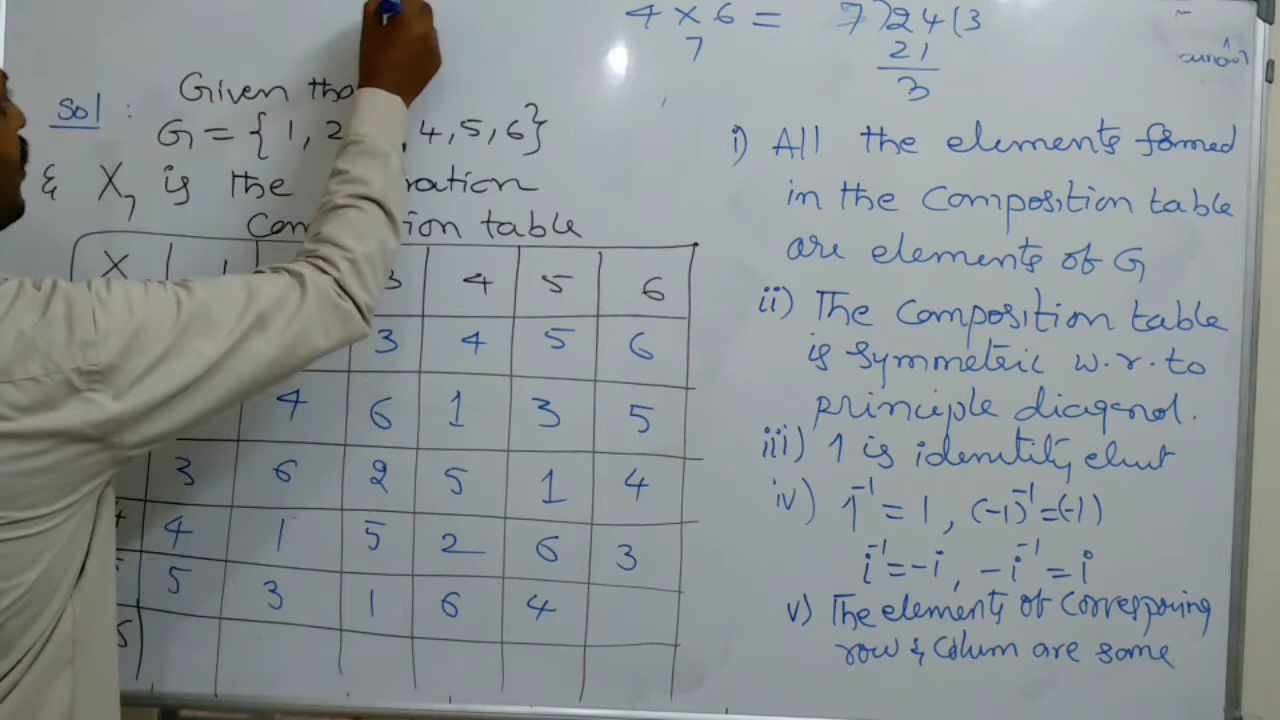 4 × 6 = 7)24(3
7 21
3
Sol :
Given tha
G = { 1, 2 , 4, 5, 6}
& X7 is the ration
Com ion table
X 1 3 4 5 6
3 4 5 6
4 6 1 3 5
3 6 2 5 1 4
4 1 5 2 6 3
5 3 1 6 4
i) All the elements formed
in the Composition table
are elements of G
ii) The Composition table
is symmetric w.r.to
principle diagonal.
iii) 1 is identity elmt
iv) 1⁻¹ = 1, (-1)⁻¹ = (-1)
i⁻¹ = -i, -i⁻¹ = i
v) The elements of Corresporing
row & Column are same